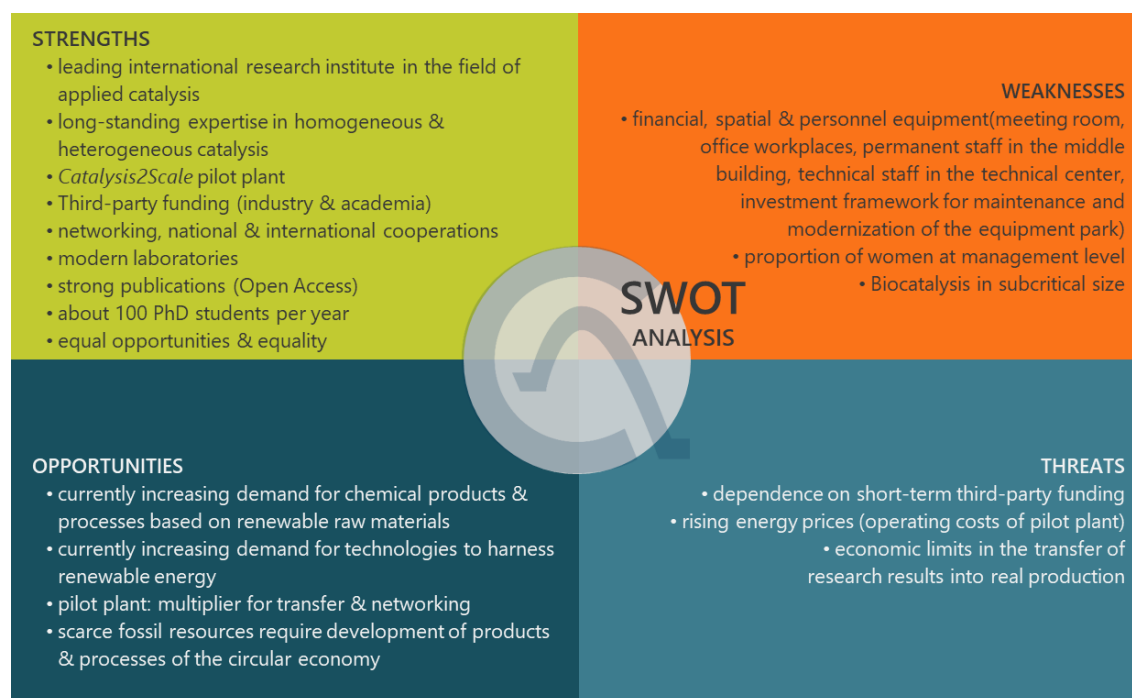 STRENGTHS
• leading international research institute in the field of
applied catalysis
• long-standing expertise in homogeneous &
heterogeneous catalysis
• Catalysis2Scale pilot plant
• Third-party funding (industry & academia)
• networking, national & international cooperations
• modern laboratories
• strong publications (Open Access)
• about 100 PhD students per year
• equal opportunities & equality
WEAKNESSES
• financial, spatial & personnel equipment(meeting room,
office workplaces, permanent staff in the middle
building, technical staff in the technical center,
investment framework for maintenance and
modernization of the equipment park)
• proportion of women at management level
• Biocatalysis in subcritical size
SWOT
ANALYSIS
OPPORTUNITIES
• currently increasing demand for chemical products &
processes based on renewable raw materials
• currently increasing demand for technologies to harness
renewable energy
• pilot plant: multiplier for transfer & networking
• scarce fossil resources require development of products
& processes of the circular economy
THREATS
• dependence on short-term third-party funding
• rising energy prices (operating costs of pilot plant)
• economic limits in the transfer of
research results into real production